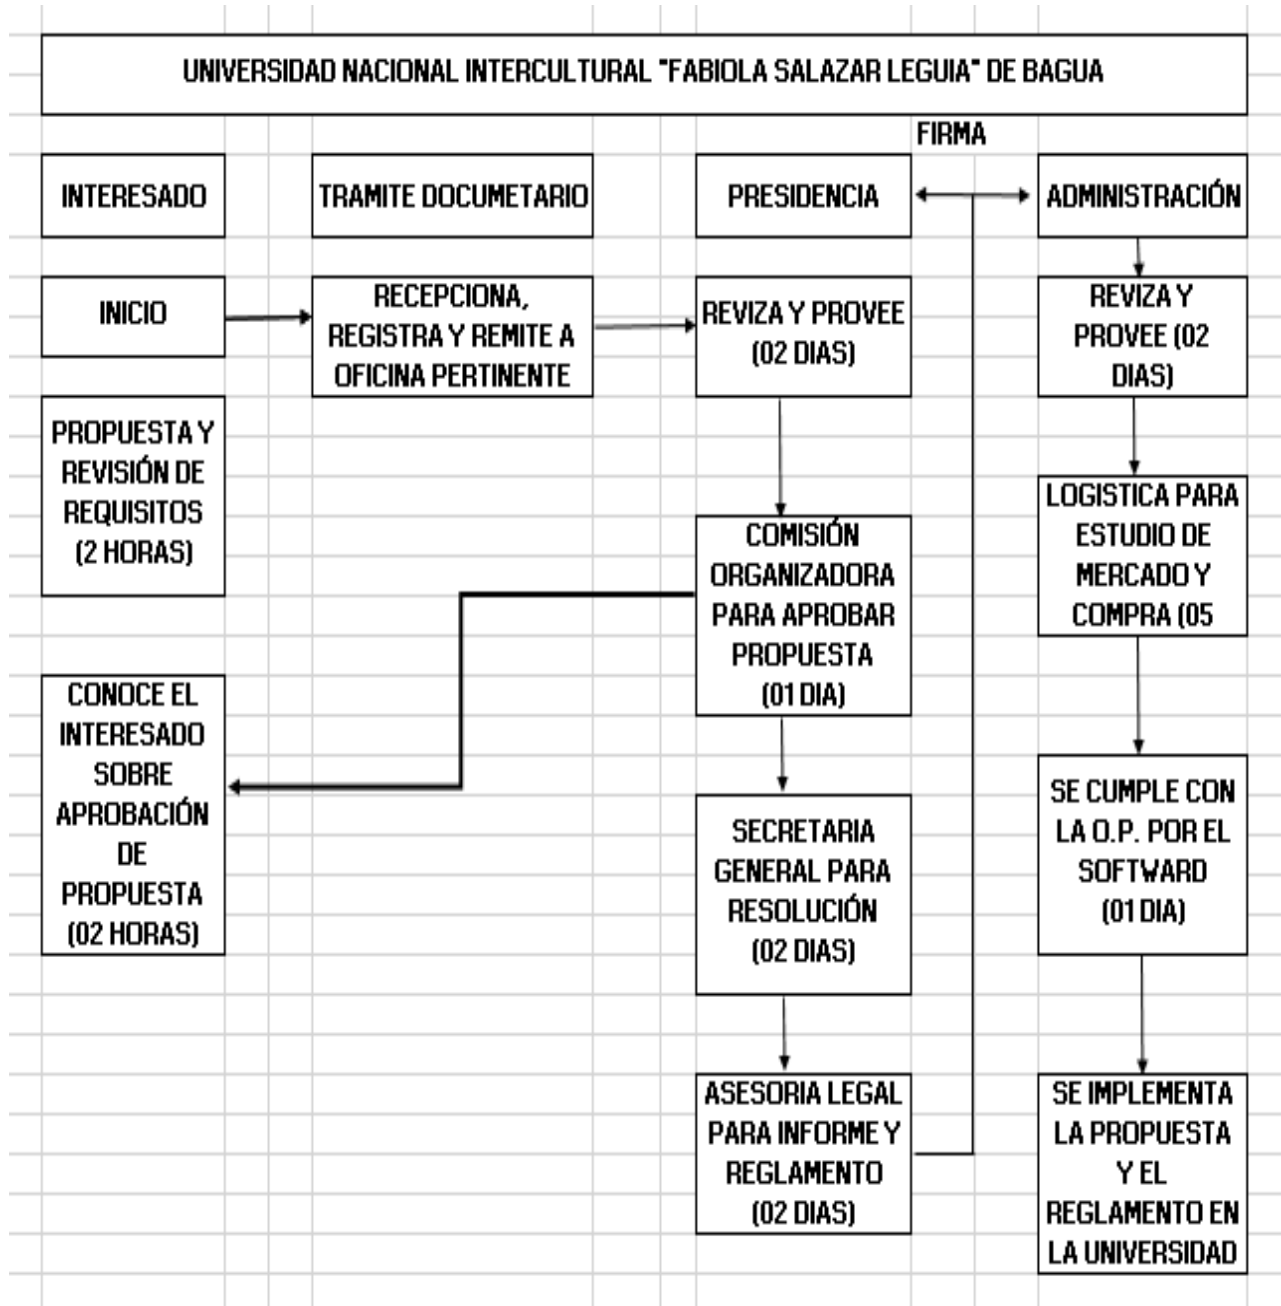 UNIVERSIDAD NACIONAL INTERCULTURAL "FABIOLA SALAZAR LEGUIA" DE BAGUA
FIRMA
INTERESADO
TRAMITE DOCUMETARIO
PRESIDENCIA
ADMINISTRACIÓN
INICIO
RECEPCIONA,
REGISTRA Y REMITE A
OFICINA PERTINENTE
REVIZA Y PROVEE
(02 DIAS)
REVIZA Y
PROVEE (02
DIAS)
PROPUESTA Y
REVISIÓN DE
REQUISITOS
(2 HORAS)
COMISIÓN
ORGANIZADORA
PARA APROBAR
PROPUESTA
(01 DIA)
LOGISTICA PARA
ESTUDIO DE
MERCADO Y
COMPRA (05
CONOCE EL
INTERESADO
SOBRE
APROBACIÓN
DE
PROPUESTA
(02 HORAS)
SECRETARIA
GENERAL PARA
RESOLUCIÓN
(02 DIAS)
SE CUMPLE CON
LA O.P. POR EL
SOFTWARD
(01 DIA)
ASESORIA LEGAL
PARA INFORME Y
REGLAMENTO
(02 DIAS)
SE IMPLEMENTA
LA PROPUESTA
Y EL
REGLAMENTO EN
LA UNIVERSIDAD